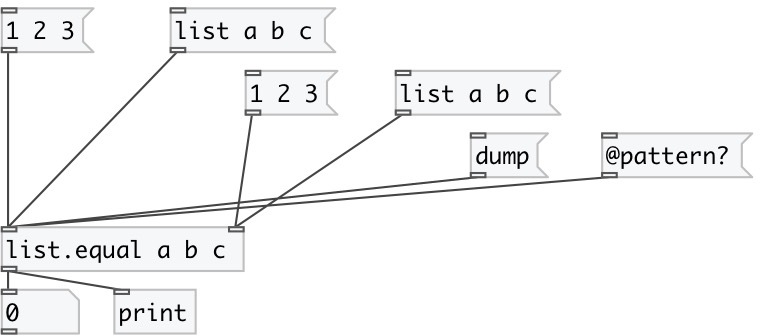 1 2 3
list a b c
1 2 3
list a b c
dump
@pattern?
list.equal a b c
0
print